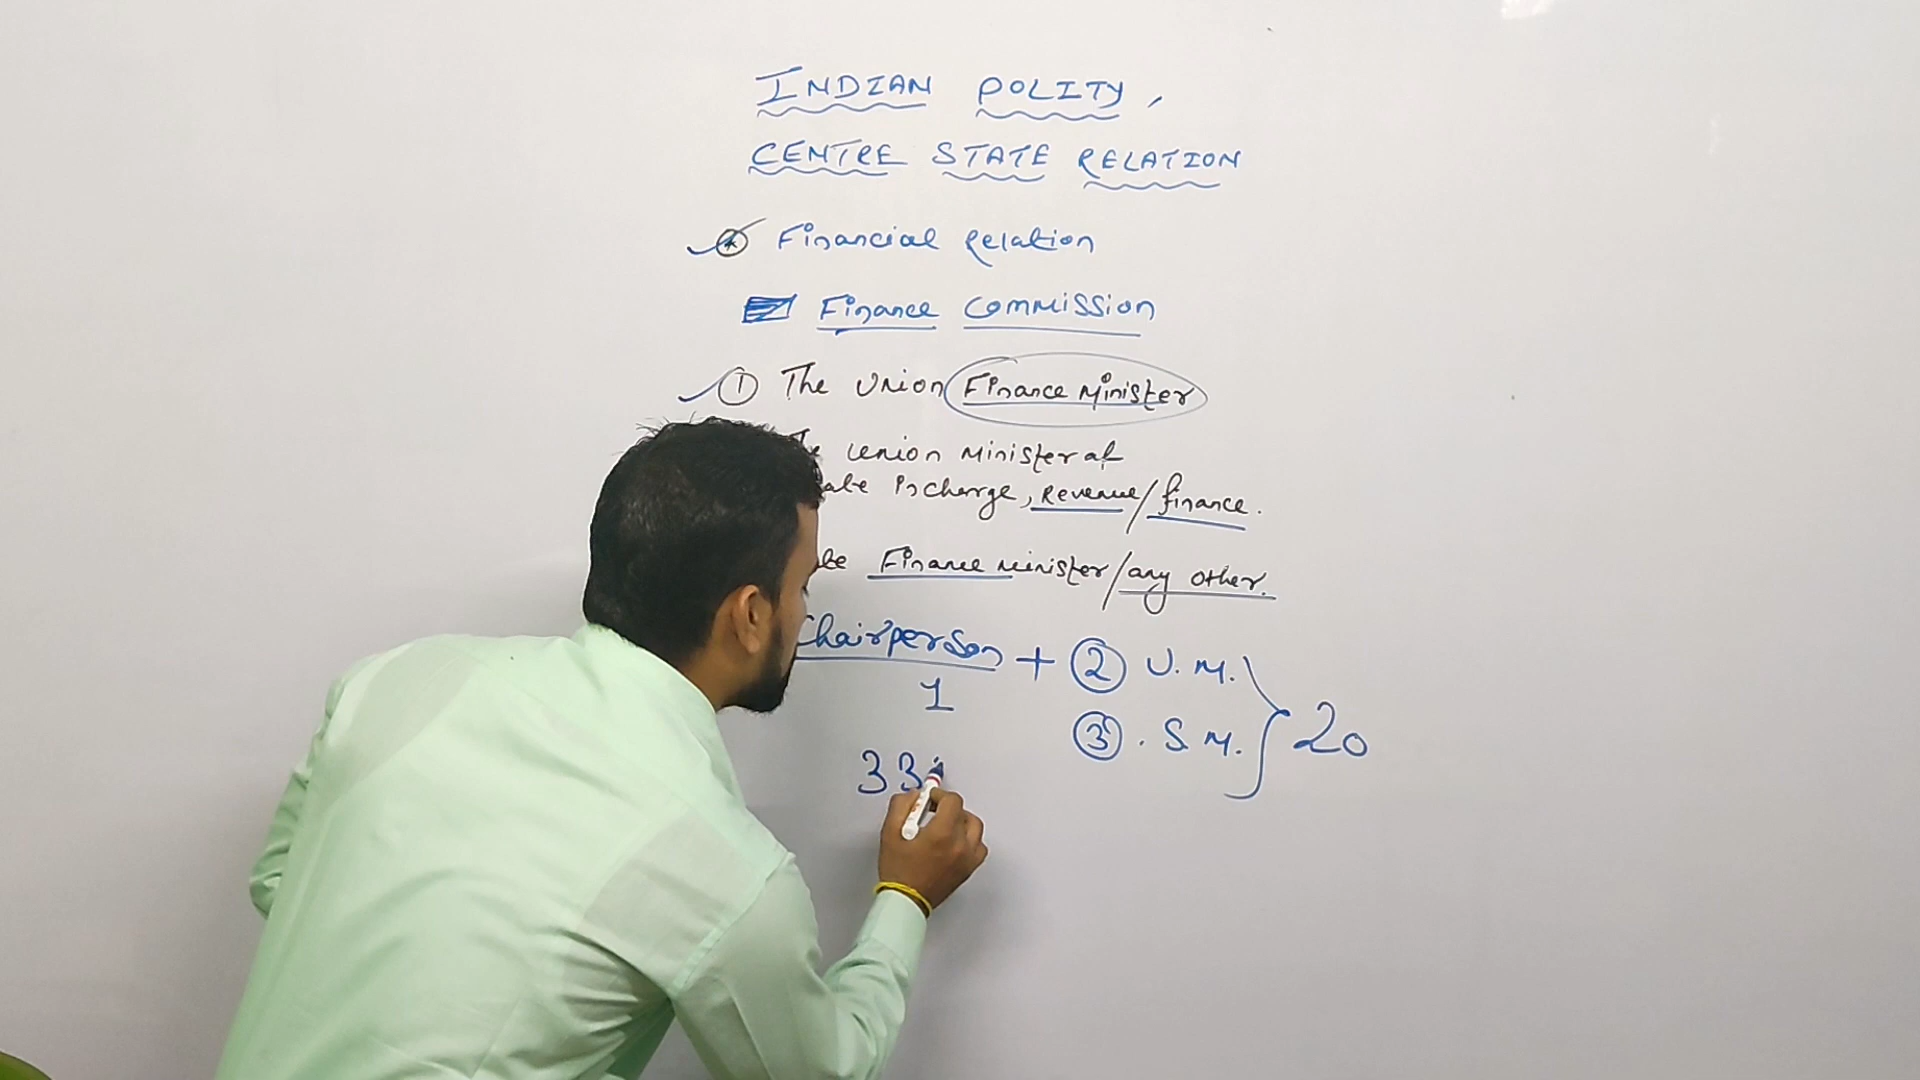 INDIAN POLITY,
CENTRE STATE RELATION
Financial Relation
Finance Commission
① The Union Finance Minister
Union Minister of
Incharge, Revenue/finance.
Finance minister/any other.
Chairperson + ② U.M.
1
③ . S M. 20
33